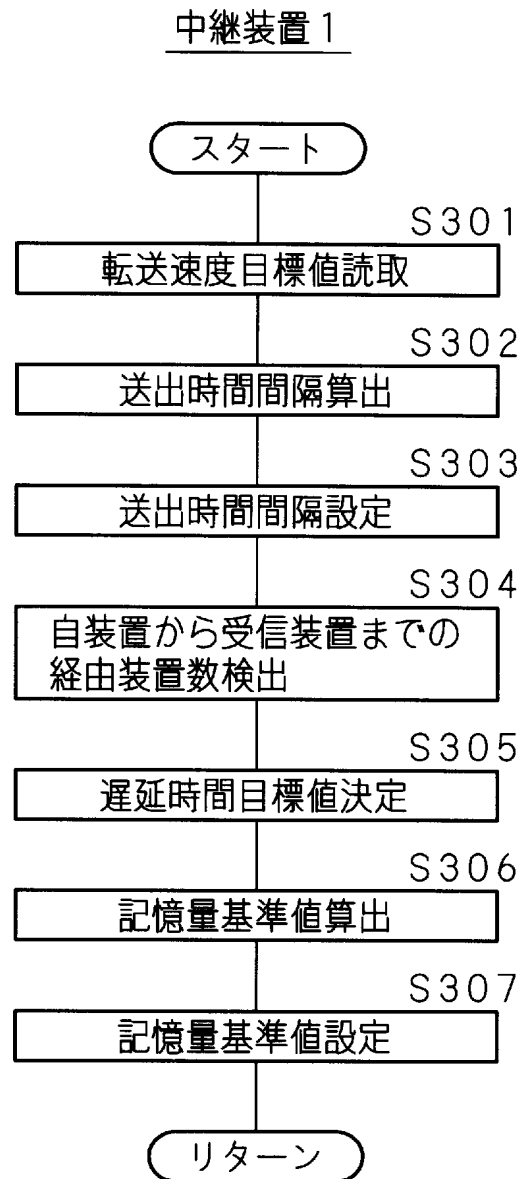 中継装置1
スタート
S301
転送速度目標値読取
S302
送出時間間隔算出
S303
送出時間間隔設定
S304
自装置から受信装置までの
経由装置数検出
S305
遅延時間目標値決定
S306
記憶量基準値算出
S307
記憶量基準値設定
リターン